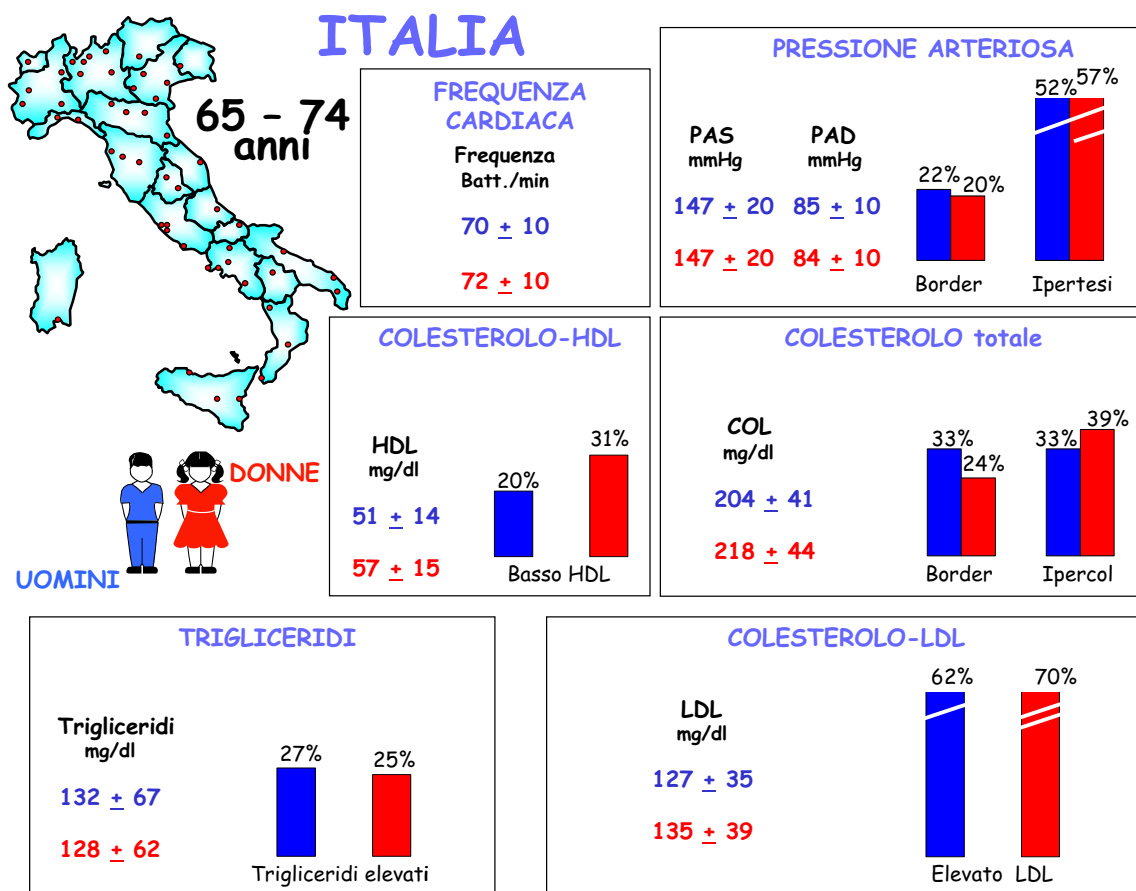 ITALIA
65 – 74
anni
FREQUENZA
CARDIACA
Frequenza
Batt./min
70 + 10
72 + 10
PRESSIONE ARTERIOSA
PAS PAD
mmHg mmHg
147 + 20 85 + 10
147 + 20 84 + 10
22% 20%
52% 57%
Border Ipertesi
COLESTEROLO-HDL
HDL
mg/dl
51 + 14
57 + 15
20% 31%
Basso HDL
COLESTEROLO totale
COL
mg/dl
204 + 41
218 + 44
33% 24% 33% 39%
Border Ipercol
DONNE
UOMINI
TRIGLICERIDI
Trigliceridi
mg/dl
132 + 67
128 + 62
27% 25%
Trigliceridi elevati
COLESTEROLO-LDL
LDL
mg/dl
127 + 35
135 + 39
62% 70%
Elevato LDL